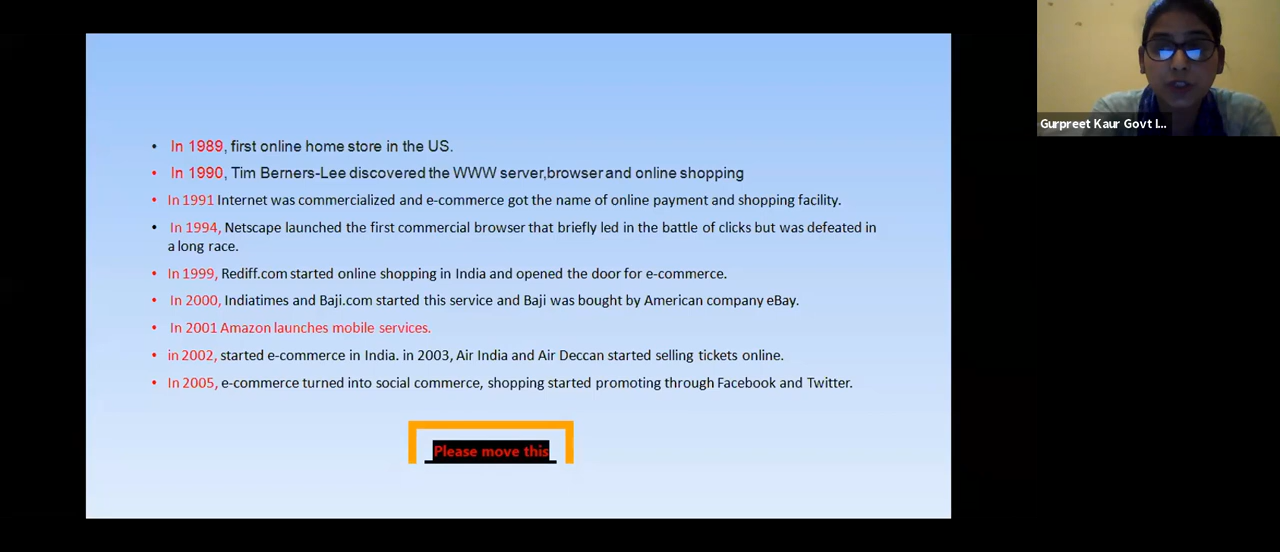 • In 1989, first online home store in the US.
• In 1990, Tim Berners-Lee discovered the WWW server,browser and online shopping
• In 1991 Internet was commercialized and e-commerce got the name of online payment and shopping facility.
• In 1994, Netscape launched the first commercial browser that briefly led in the battle of clicks but was defeated in
a long race.
• In 1999, Rediff.com started online shopping in India and opened the door for e-commerce.
• In 2000, Indiatimes and Baji.com started this service and Baji was bought by American company eBay.
• In 2001 Amazon launches mobile services.
• in 2002, started e-commerce in India. in 2003, Air India and Air Deccan started selling tickets online.
• In 2005, e-commerce turned into social commerce, shopping started promoting through Facebook and Twitter.
Please move this
Gurpreet Kaur Govt I...